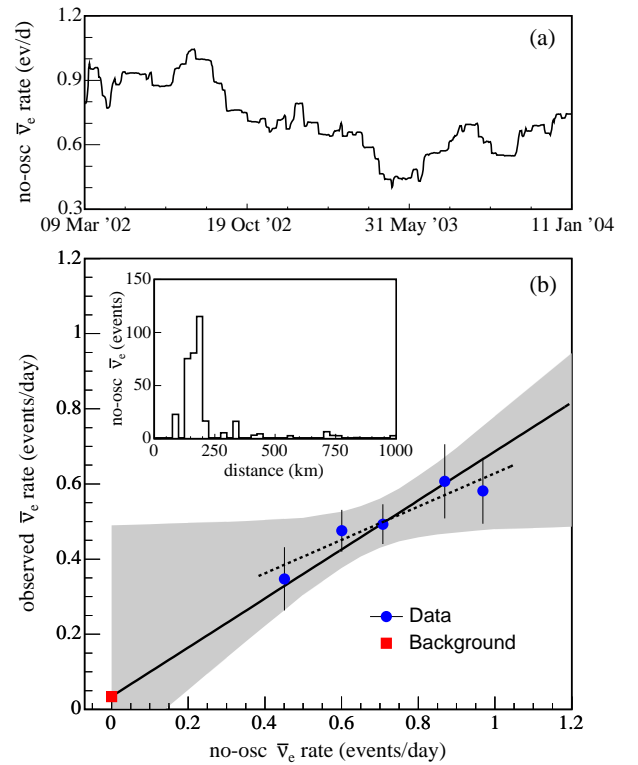 (a)
no-osc ν̅e rate (ev/d)
1.2
0.9
0.6
0.3
09 Mar '02 19 Oct '02 31 May '03 11 Jan '04
(b)
observed ν̅e rate (events/day)
1.2
1
0.8
0.6
0.4
0.2
0
no-osc ν̅e (events)
150
100
50
0
0 250 500 750 1000
distance (km)
Data
Background
0 0.2 0.4 0.6 0.8 1 1.2
no-osc ν̅e rate (events/day)